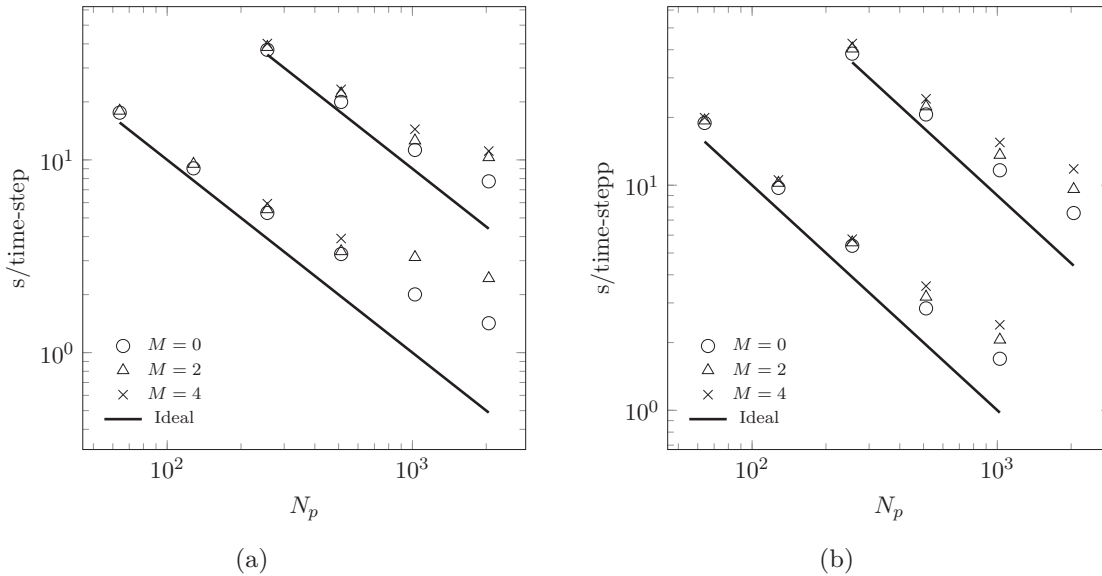 s/time-step
10^1
10^0
M = 0
M = 2
M = 4
Ideal
10^2
10^3
N_p
(a)
s/time-stepp
10^1
10^0
M = 0
M = 2
M = 4
Ideal
10^2
10^3
N_p
(b)